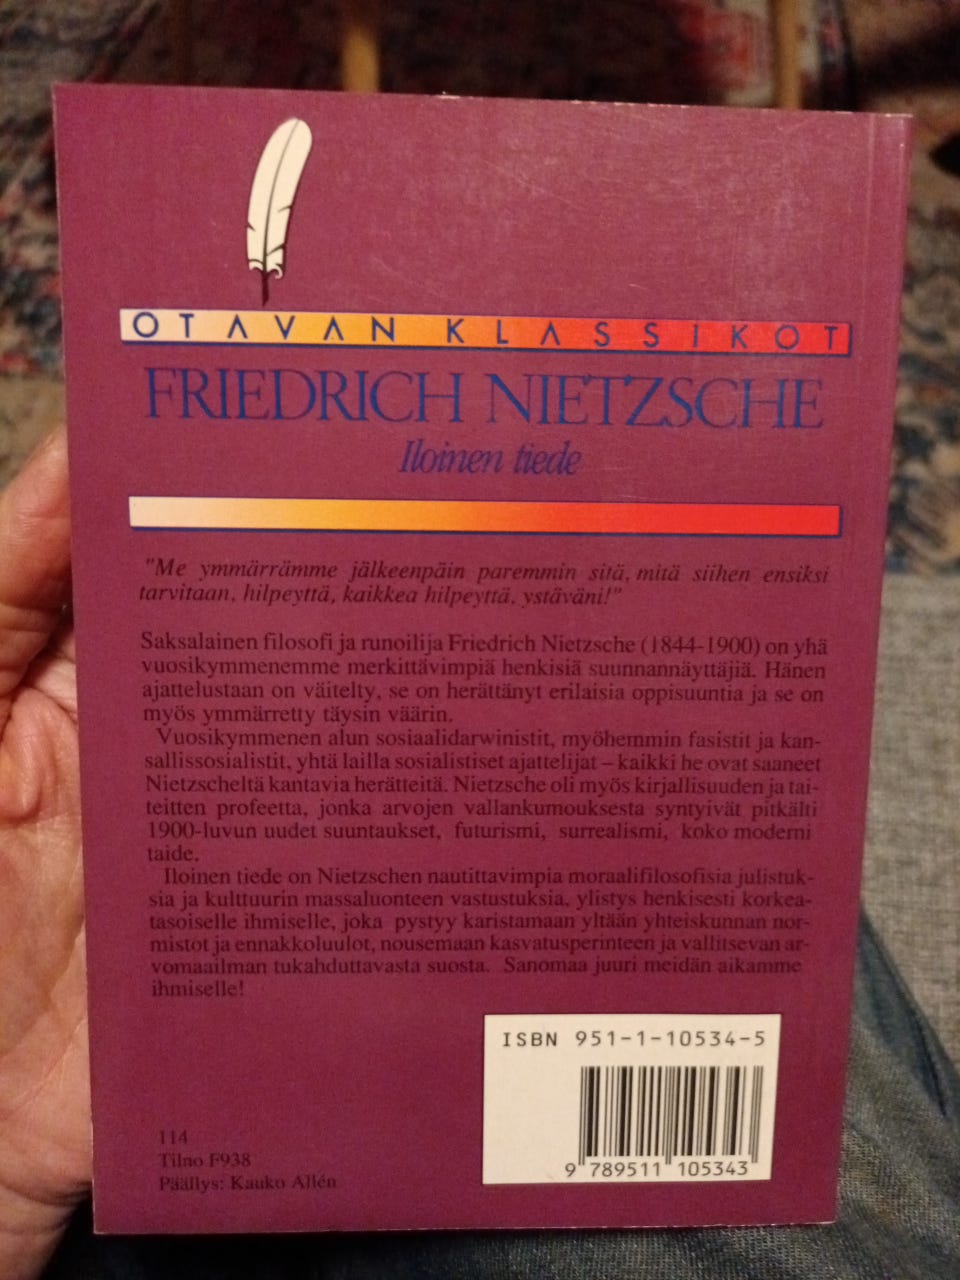 OTAVAN KLASSIKOT
FRIEDRICH NIETZSCHE
Iloinen tiede
"Me ymmärrämme jälkeenpäin paremmin sitä, mitä siihen ensiksi
tarvitaan, hilpeyttä, kaikkea hilpeyttä, ystäväni!"
Saksalainen filosofi ja runoilija Friedrich Nietzsche (1844-1900) on yhä
vuosikymmenemme merkittävimpiä henkisiä suunnannäyttäjiä. Hänen
ajattelustaan on väitelty, se on herättänyt erilaisia oppisuuntia ja se on
myös ymmärretty täysin väärin.
Vuosikymmenen alun sosiaalidarwinistit, myöhemmin fasistit ja kan-
sallissosialistit, yhtä lailla sosialistiset ajattelijat – kaikki he ovat saaneet
Nietzscheltä kantavia herätteitä. Nietzsche oli myös kirjallisuuden ja tai-
teitten profeetta, jonka arvojen vallankumouksesta syntyivät pitkälti
1900-luvun uudet suuntaukset, futurismi, surrealismi, koko moderni
taide.
Iloinen tiede on Nietzschen nautittavimpia moraalifilosofisia julistuk-
sia ja kulttuurin massaluonteen vastustuksia, ylistys henkisesti korkea-
tasoiselle ihmiselle, joka pystyy karistamaan yltään yhteiskunnan nor-
mistot ja ennakkoluulot, nousemaan kasvatusperinteen ja vallitsevan ar-
vomaailman tukahduttavasta suosta. Sanomaa juuri meidän aikamme
ihmiselle!
ISBN 951-1-10534-5
9 789511 105343
114
Tilno F938
Päällys: Kauko Allén